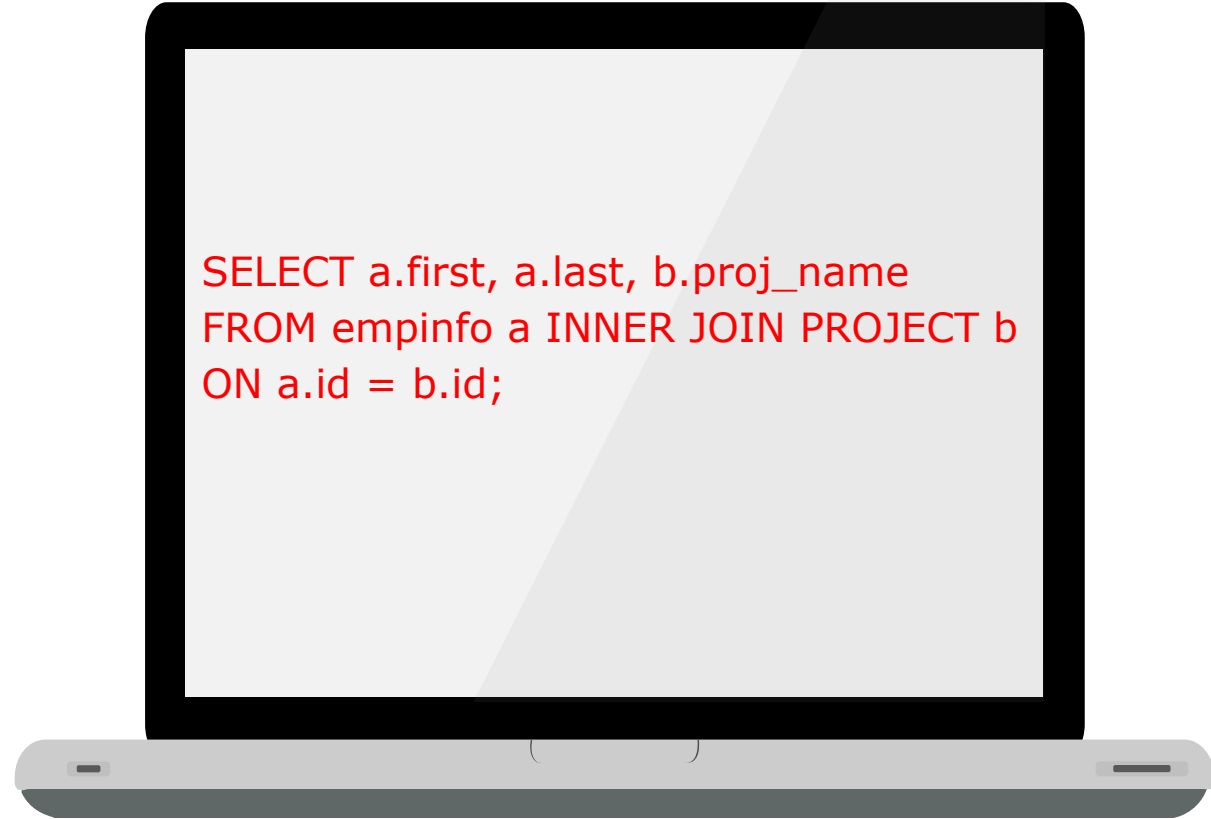 SELECT a.first, a.last, b.proj_name
FROM empinfo a INNER JOIN PROJECT b
ON a.id = b.id;